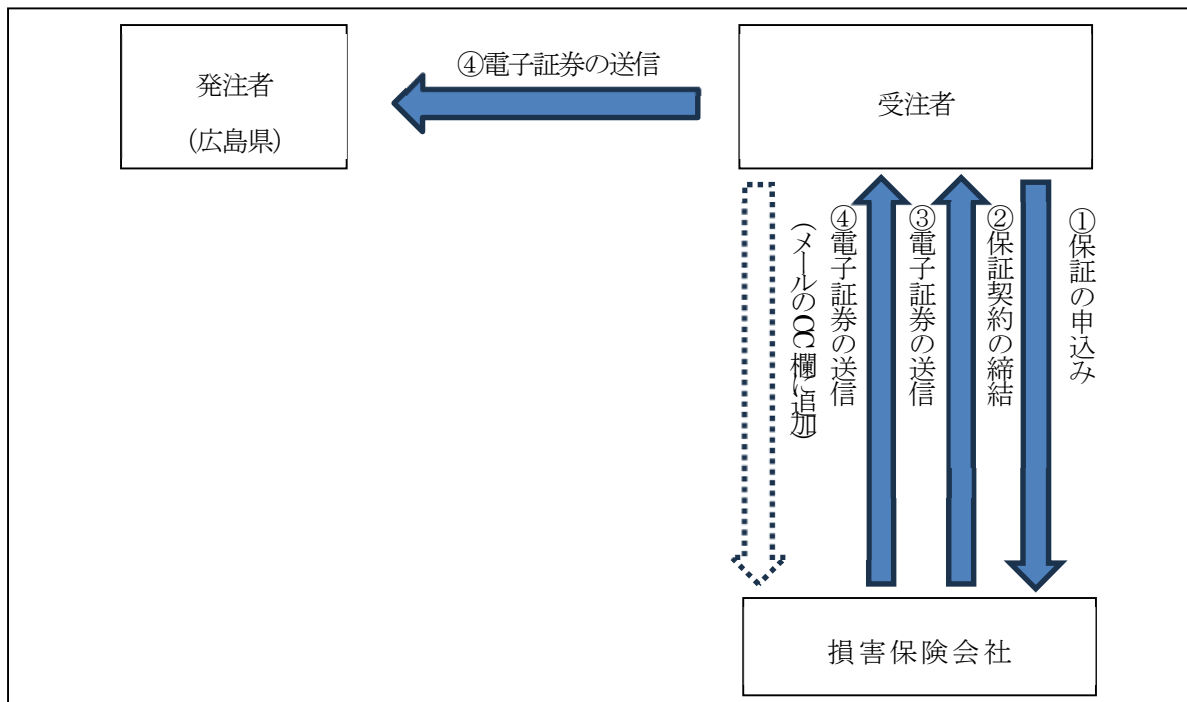 ④電子証券の送信
発注者
(広島県)
受注者
①保証の申込み
②保証契約の締結
③電子証券の送信
④電子証券の送信
(メールのCC欄に追加)
損害保険会社